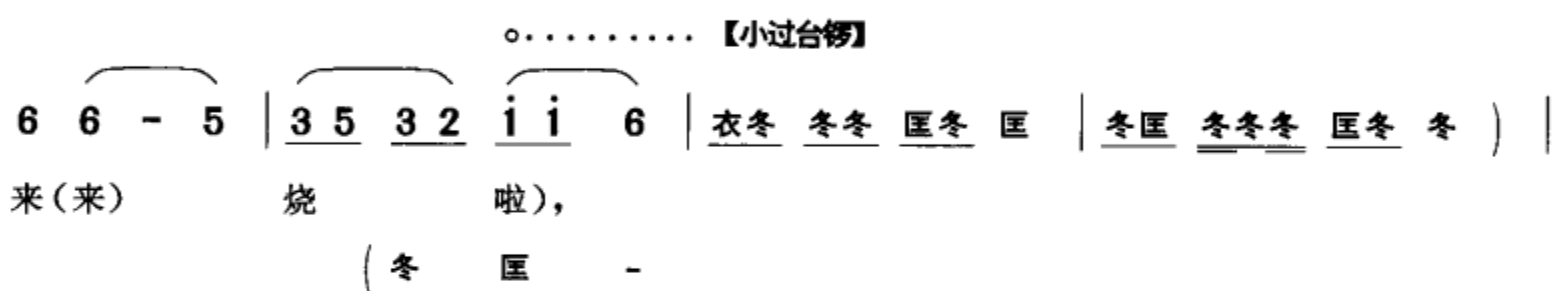 【小过台锣】
6 6 - 5 | 3 5 3 2 i i 6 | 衣冬 冬冬 匡冬 匡 | 冬匡 冬冬冬 匡冬 冬 ) |
来(来) 烧 啦),
( 冬 匡 -